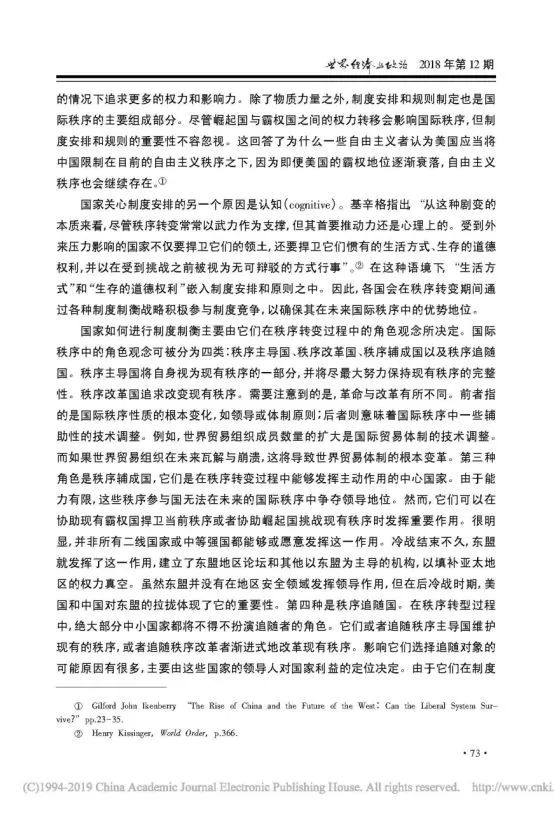 世界经济与政治 2018 年第 12 期
的情况下追求更多的权力和影响力。除了物质力量之外,制度安排和规则制定也是国
际秩序的主要组成部分。尽管崛起国与霸权国之间的权力转移会影响国际秩序,但制
度安排和规则的重要性不容忽视。这回答了为什么一些自由主义者认为美国应当将
中国限制在目前的自由主义秩序之下,因为即便美国的霸权地位逐渐衰落,自由主义
秩序也会继续存在。①
国家关心制度安排的另一个原因是认知(cognitive)。基辛格指出,“从这种剧变的
本质来看,尽管秩序转变常常以武力作为支撑,但其首要推动力还是心理上的。受到外
来压力影响的国家不仅要捍卫它们的领土,还要捍卫它们惯有的生活方式、生存的道德
权利,并以在受到挑战之前被视为无可辩驳的方式行事”。② 在这种语境下,“生活方
式”和“生存的道德权利”嵌入制度安排和原则之中。因此,各国会在秩序转变期间通
过各种制度制衡战略积极参与制度竞争,以确保其在未来国际秩序中的优势地位。
国家如何进行制度制衡主要由它们在秩序转变过程中的角色观念所决定。国际
秩序中的角色观念可被分为四类:秩序主导国、秩序改革国、秩序辅成国以及秩序追随
国。秩序主导国将自身视为现有秩序的一部分,并将尽最大努力保持现有秩序的完整
性。秩序改革国追求改变现有秩序。需要注意到的是,革命与改革有所不同。前者指
的是国际秩序性质的根本变化,如领导或体制原则;后者则意味着国际秩序中一些辅
助性的技术调整。例如,世界贸易组织成员数量的扩大是国际贸易体制的技术调整。
而如果世界贸易组织在未来瓦解与崩溃,这将导致世界贸易体制的根本变革。第三种
角色是秩序辅成国,它们是在秩序转变过程中能够发挥主动作用的中心国家。由于能
力有限,这些秩序参与国无法在未来的国际秩序中争夺领导地位。然而,它们可以在
协助现有霸权国捍卫当前秩序或者协助崛起国挑战现有秩序时发挥重要作用。很明
显,并非所有二线国家或中等强国都能够或愿意发挥这一作用。冷战结束不久,东盟
就发挥了这一作用,建立了东盟地区论坛和其他以东盟为主导的机构,以填补亚太地
区的权力真空。虽然东盟并没有在地区安全领域发挥领导作用,但在后冷战时期,美
国和中国对东盟的拉拢体现了它的重要性。第四种是秩序追随国。在秩序转型过程
中,绝大部分中小国家都将不得不扮演追随者的角色。它们或者追随秩序主导国维护
现有的秩序,或者追随秩序改革者渐进式地改革现有秩序。影响它们选择追随对象的
可能原因有很多,主要由这些国家的领导人对国家利益的定位决定。由于它们在制度
① Gilford John Ikenberry, “The Rise of China and the Future of the West: Can the Liberal System Sur-
vive?” pp.23-35.
② Henry Kissinger, World Order, p.366.
·73·
(C)1994-2019 China Academic Journal Electronic Publishing House. All rights reserved. http://www.cnki.